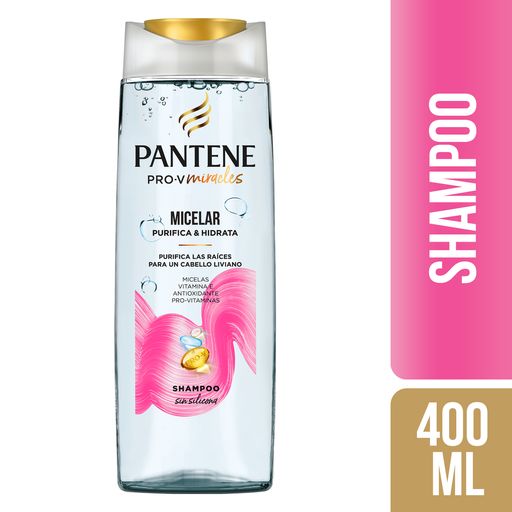 PANTENE
PRO-V miracles
MICELAR
PURIFICA & HIDRATA
PURIFICA LAS RAÍCES
PARA UN CABELLO LIVIANO
MICELAS
VITAMINA E
ANTIOXIDANTE
PRO-VITAMINAS
PRO-V
SHAMPOO
sin silicona
SHAMPOO
400
ML